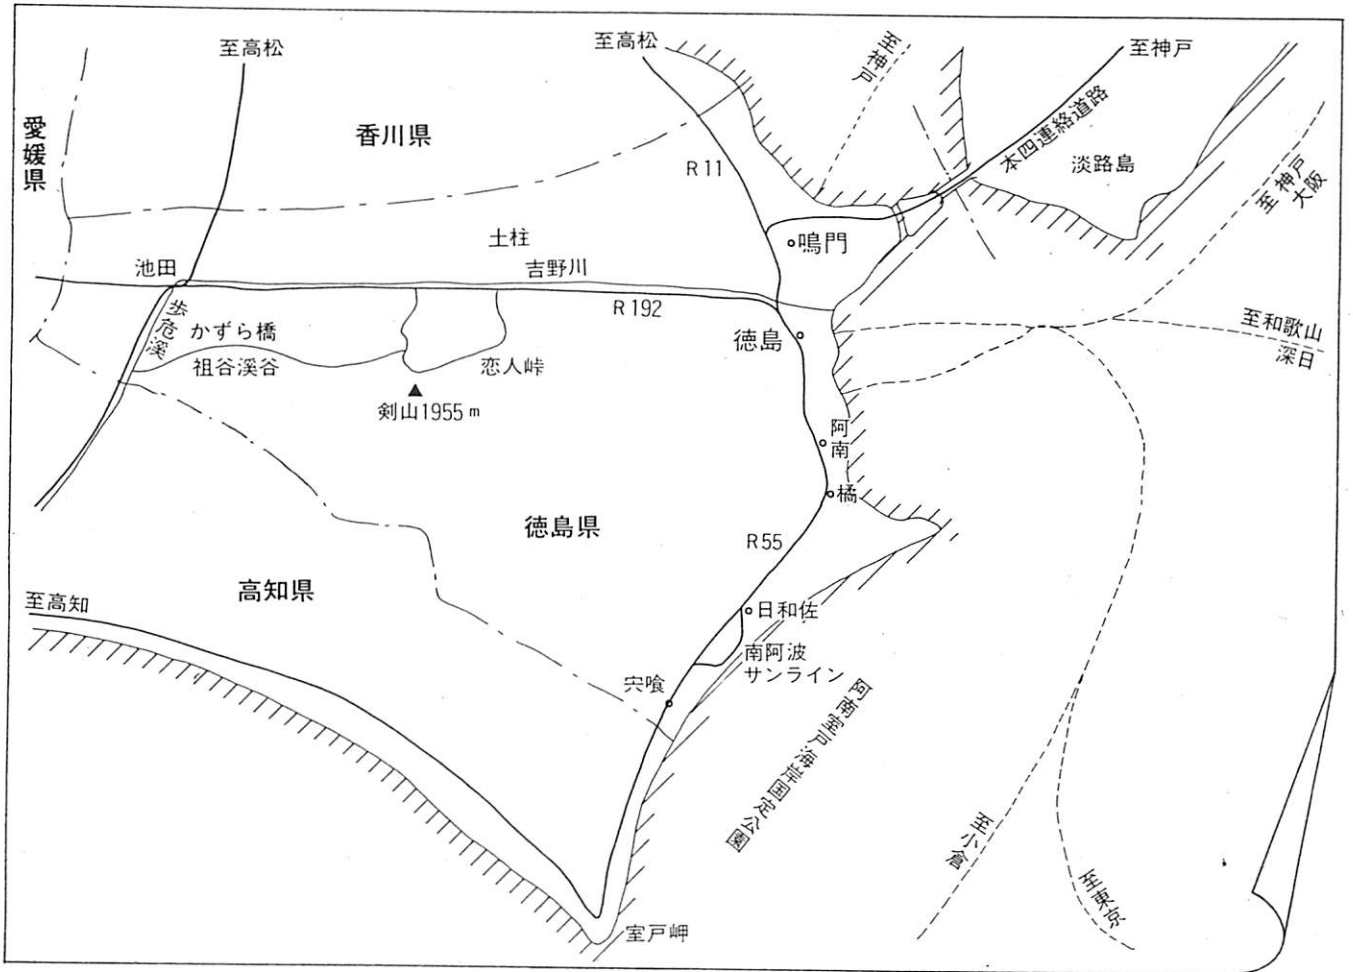 至高松
至高松
至神戸
至神戸
本四連絡道路
淡路島
至神戸
大阪
愛媛県
香川県
R11
土柱
鳴門
池田
吉野川
R192
歩危渓
かずら橋
祖谷渓谷
恋人峠
剣山1955m
徳島
至和歌山
深日
阿南
橘
徳島県
R55
高知県
至高知
日和佐
南阿波
サンライン
宍喰
阿南室戸海岸国定公園
至小倉
至東京
室戸岬